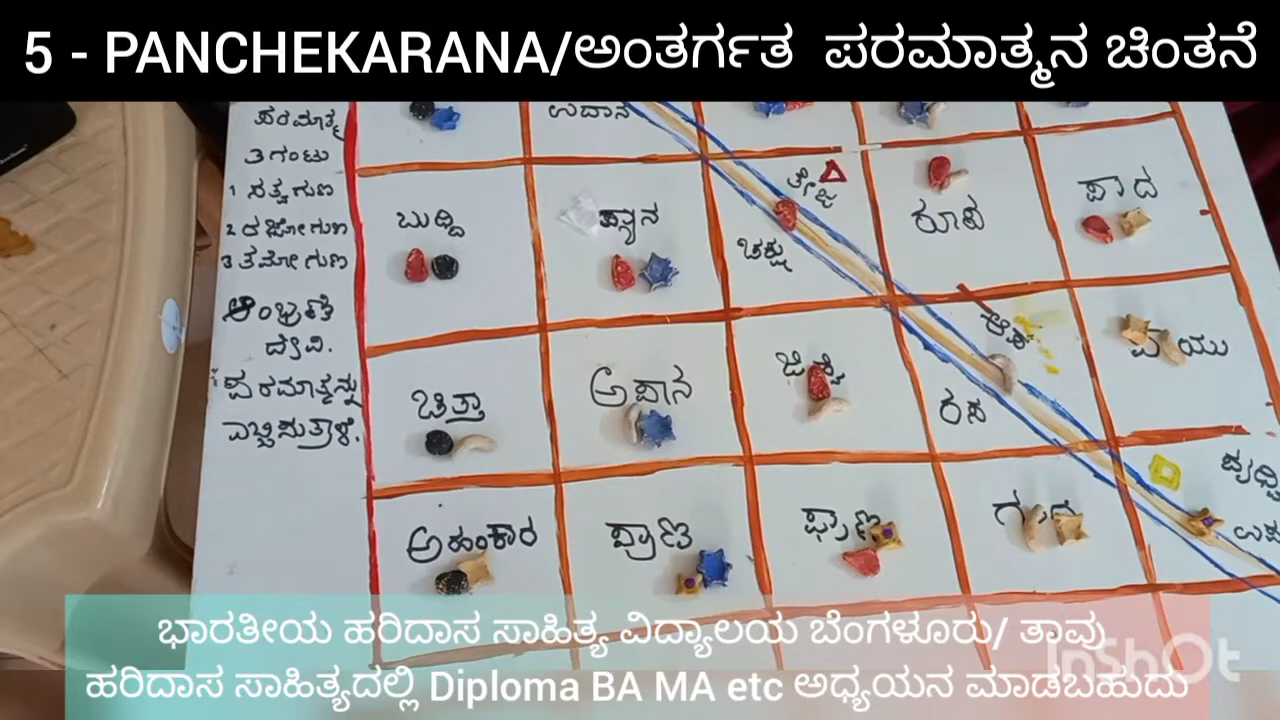 5 - PANCHEKARANA/ಅಂತರ್ಗತ ಪರಮಾತ್ಮನ ಚಿಂತನೆ
ಪರಮಾತ್ಮ
3 ಗಂಟು
1 ಸತ್ವಗುಣ
2 ರಜೋಗುಣ
3 ತಮೋಗುಣ
ಅಂಭ್ರಣಿ
ದೇವಿ.
ಪರಮಾತ್ಮನ್ನು
ಎಬ್ಬಿಸುತ್ತಾಳೆ.
ಉದಾನ
ಬುದ್ಧಿ
ವ್ಯಾನ
ತೇಜ
ಚಕ್ಷು
ರೂಪ
ಪಾದ
ಚಿತ್ತಾ
ಅಪಾನ
ರಸ
ಅಹಂಕಾರ
ಪ್ರಾಣ
ಘ್ರಾಣ
ಭಾರತೀಯ ಹರಿದಾಸ ಸಾಹಿತ್ಯ ವಿದ್ಯಾಲಯ ಬೆಂಗಳೂರು/ ತಾವು
ಹರಿದಾಸ ಸಾಹಿತ್ಯದಲ್ಲಿ Diploma BA MA etc ಅಧ್ಯಯನ ಮಾಡಬಹುದು
InShOt